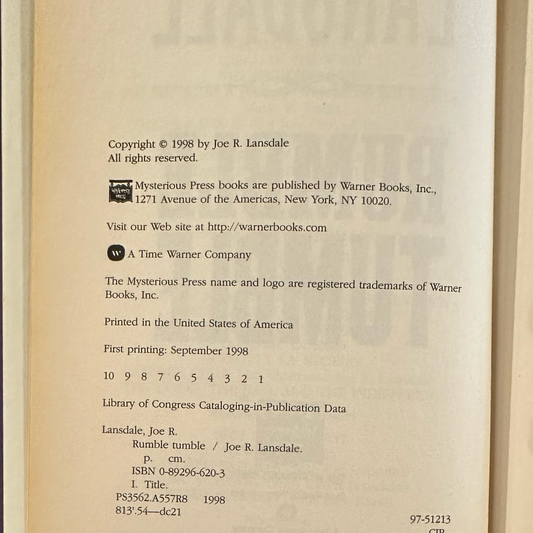 Copyright © 1998 by Joe R. Lansdale
All rights reserved.
Mysterious Press books are published by Warner Books, Inc.,
1271 Avenue of the Americas, New York, NY 10020.
Visit our Web site at http://warnerbooks.com
W A Time Warner Company
The Mysterious Press name and logo are registered trademarks of Warner
Books, Inc.
Printed in the United States of America
First printing: September 1998
10 9 8 7 6 5 4 3 2 1
Library of Congress Cataloging-in-Publication Data
Lansdale, Joe R.
Rumble tumble / Joe R. Lansdale.
p. cm.
ISBN 0-89296-620-3
I. Title.
PS3562.A557R8 1998
813'.54—dc21
97-51213
CIP